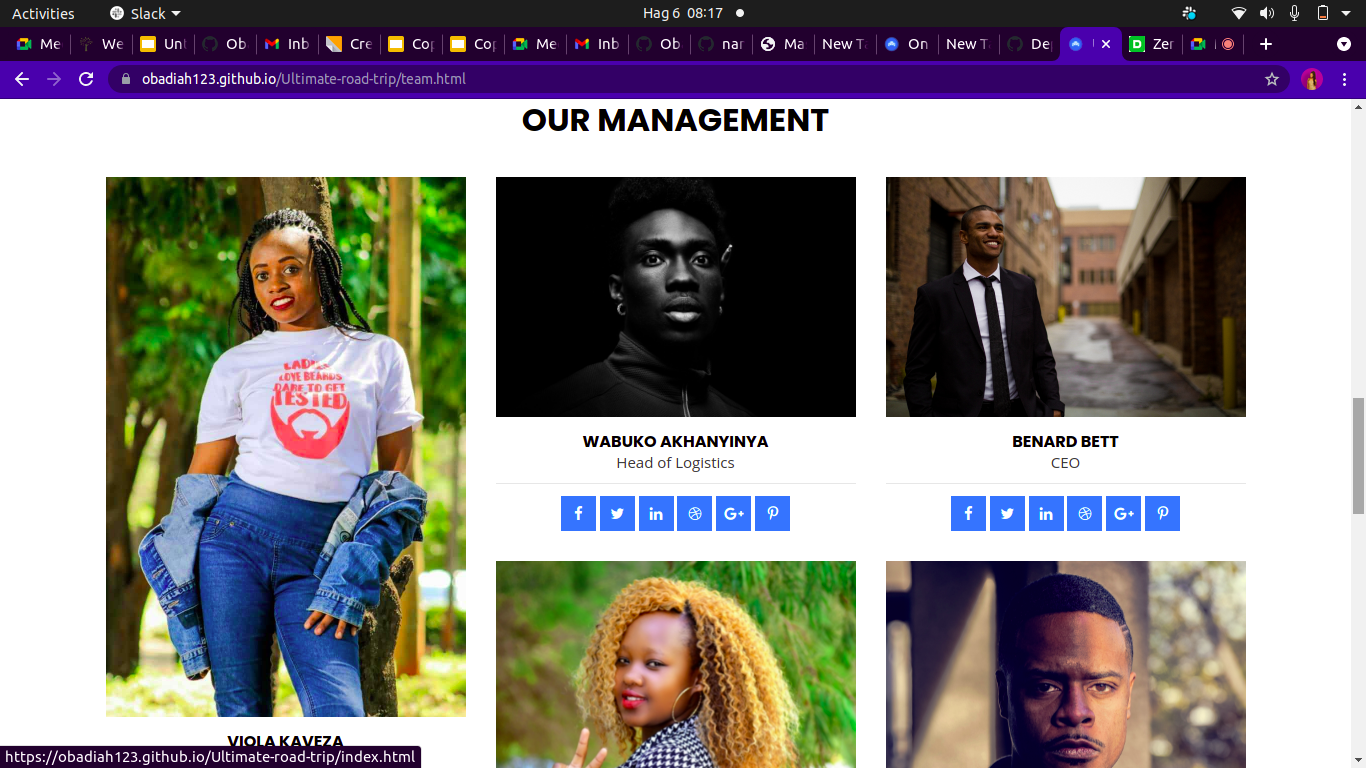 Activities
Slack
Hag 6 08:17
Me
We
Unt
Ob
Inb
Cre
Cop
Cop
Me
Inb
Ob
nar
Ma
New T
On
New T
De
Zer
obadiah123.github.io/Ultimate-road-trip/team.html
OUR MANAGEMENT
LADIES
LOVE BEARDS
DARE TO GET
TESTED
WABUKO AKHANYINYA
Head of Logistics
BENARD BETT
CEO
VIOLA KAVEZA
https://obadiah123.github.io/Ultimate-road-trip/index.html